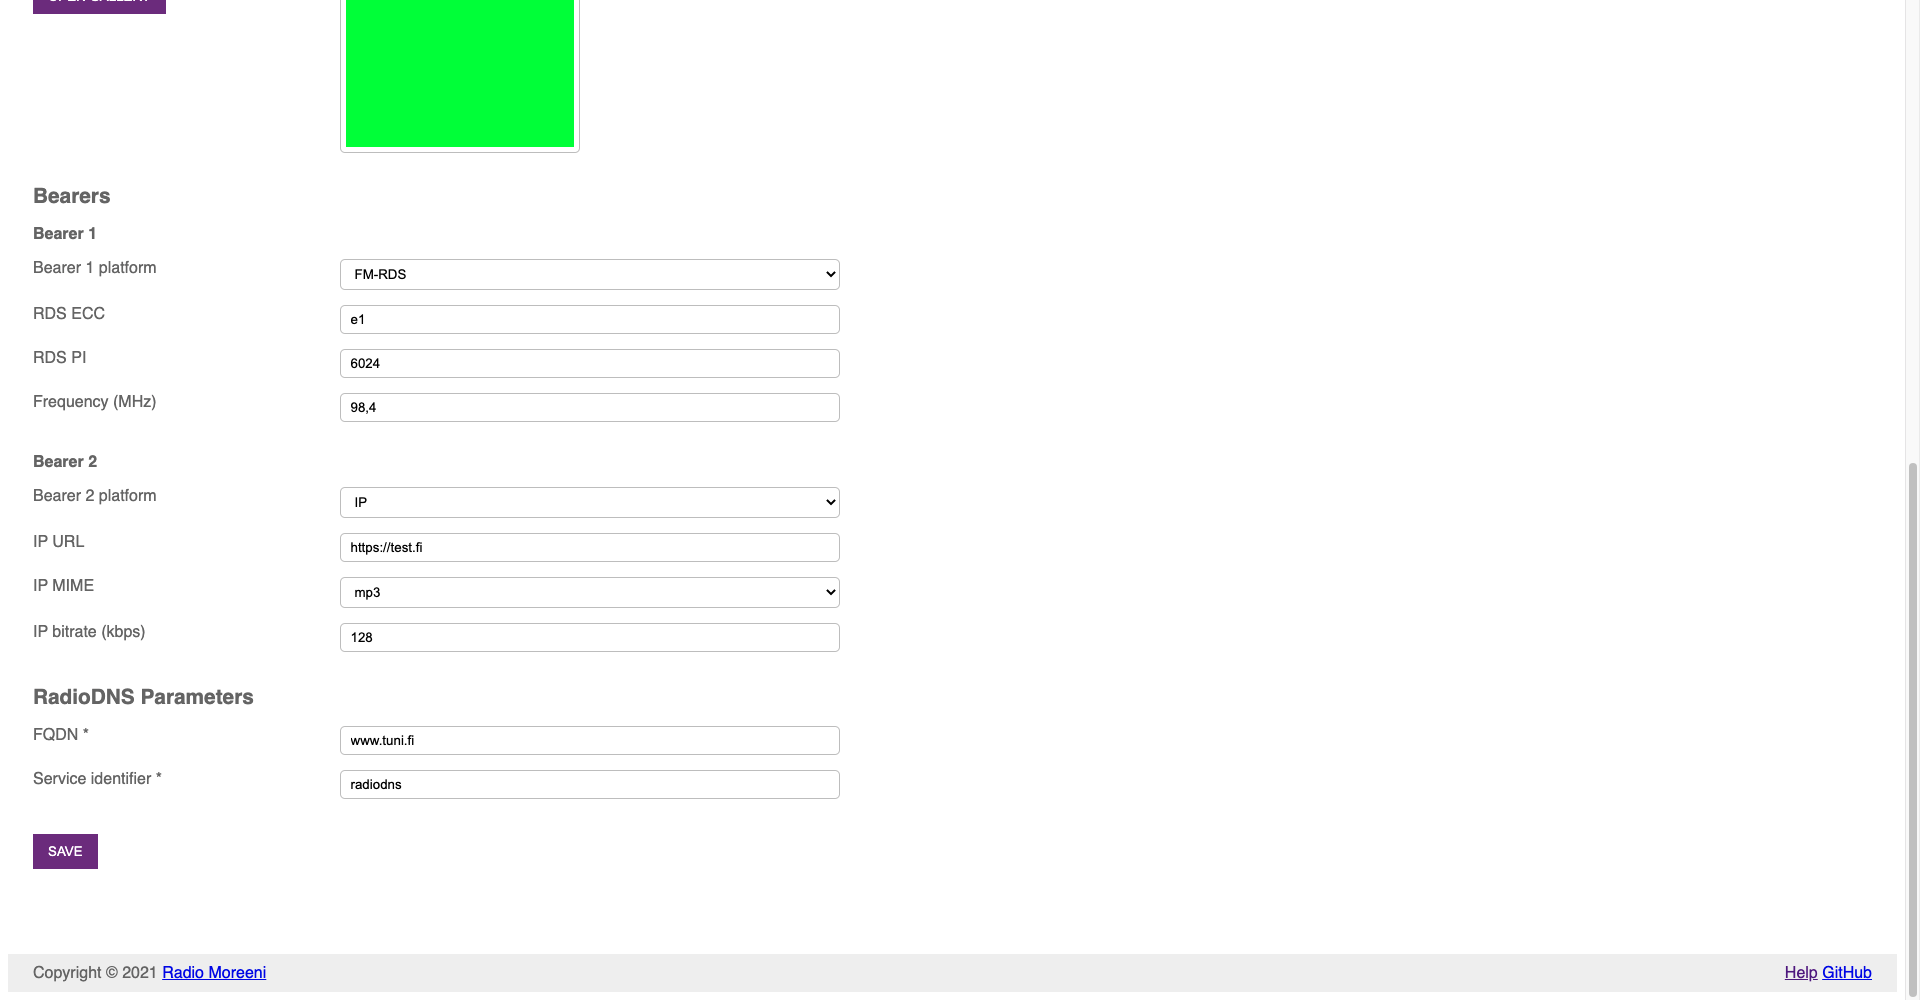 Bearers
Bearer 1
Bearer 1 platform
FM-RDS
RDS ECC
e1
RDS PI
6024
Frequency (MHz)
98,4
Bearer 2
Bearer 2 platform
IP
IP URL
https://test.fi
IP MIME
mp3
IP bitrate (kbps)
128
RadioDNS Parameters
FQDN *
www.tuni.fi
Service identifier *
radiodns
SAVE
Copyright © 2021 Radio Moreeni
Help GitHub